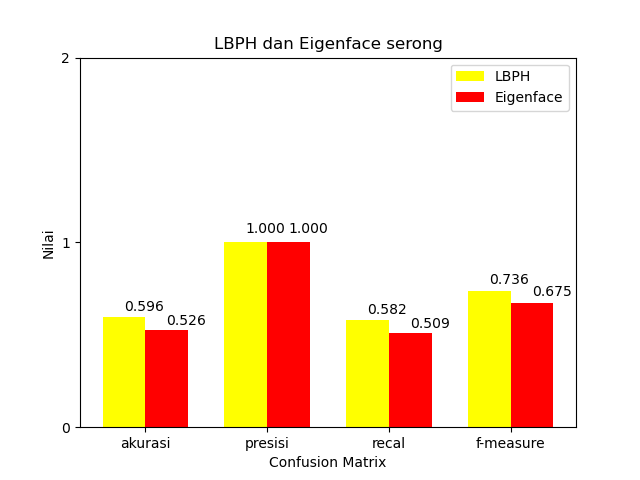 LBPH dan Eigenface serong
2
LBPH
Eigenface
Nilai
1
1.000 1.000
0.736
0.675
0.596
0.526
0.582
0.509
0
akurasi presisi recal f-measure
Confusion Matrix